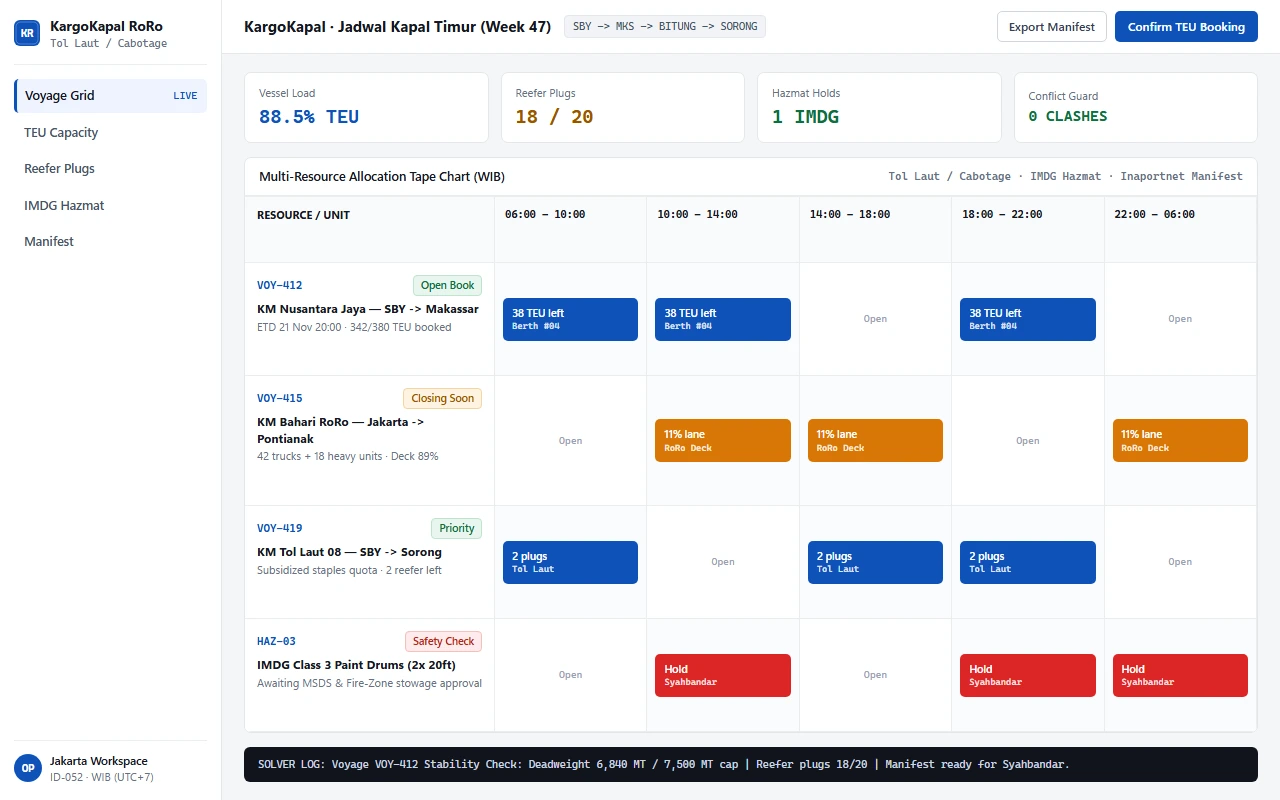 KR
KargoKapal RoRo
Tol Laut / Cabotage
Voyage Grid LIVE
TEU Capacity
Reefer Plugs
IMDG Hazmat
Manifest
OP
Jakarta Workspace
ID-052 · WIB (UTC+7)
KargoKapal · Jadwal Kapal Timur (Week 47) SBY -> MKS -> BITUNG -> SORONG Export Manifest Confirm TEU Booking
Vessel Load
88.5% TEU
Reefer Plugs
18 / 20
Hazmat Holds
1 IMDG
Conflict Guard
0 CLASHES
Multi-Resource Allocation Tape Chart (WIB) Tol Laut / Cabotage · IMDG Hazmat · Inaportnet Manifest
RESOURCE / UNIT 06:00 – 10:00 10:00 – 14:00 14:00 – 18:00 18:00 – 22:00 22:00 – 06:00
VOY-412 Open Book
KM Nusantara Jaya — SBY -> Makassar
ETD 21 Nov 20:00 · 342/380 TEU booked
38 TEU left
Berth #04
38 TEU left
Berth #04
Open
38 TEU left
Berth #04
Open
VOY-415 Closing Soon
KM Bahari RoRo — Jakarta ->
Pontianak
42 trucks + 18 heavy units · Deck 89%
Open
11% lane
RoRo Deck
11% lane
RoRo Deck
Open
11% lane
RoRo Deck
VOY-419 Priority
KM Tol Laut 08 — SBY -> Sorong
Subsidized staples quota · 2 reefer left
2 plugs
Tol Laut
Open
2 plugs
Tol Laut
2 plugs
Tol Laut
Open
HAZ-03 Safety Check
IMDG Class 3 Paint Drums (2x 20ft)
Awaiting MSDS & Fire-Zone stowage approval
Open
Hold
Syahbandar
Open
Hold
Syahbandar
Hold
Syahbandar
SOLVER LOG: Voyage VOY-412 Stability Check: Deadweight 6,840 MT / 7,500 MT cap | Reefer plugs 18/20 | Manifest ready for Syahbandar.